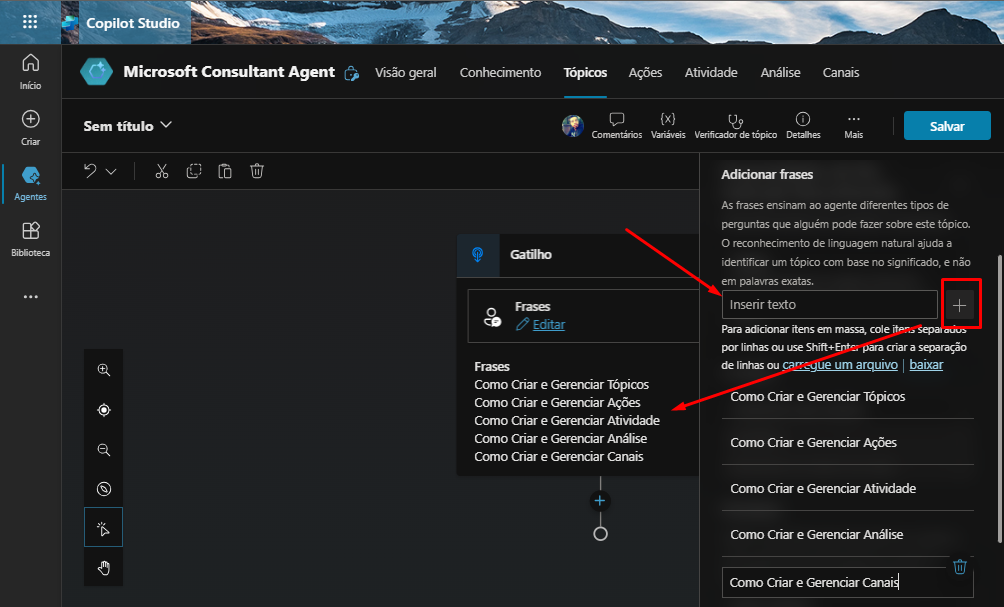 Copilot Studio
Início
Criar
Agentes
Biblioteca
Microsoft Consultant Agent
Visão geral
Conhecimento
Tópicos
Ações
Atividade
Análise
Canais
Sem título
Comentários
{x}
Variáveis
Verificador de tópico
Detalhes
Mais
Salvar
Gatilho
Frases
Editar
Frases
Como Criar e Gerenciar Tópicos
Como Criar e Gerenciar Ações
Como Criar e Gerenciar Atividade
Como Criar e Gerenciar Análise
Como Criar e Gerenciar Canais
Adicionar frases
As frases ensinam ao agente diferentes tipos de
perguntas que alguém pode fazer sobre este tópico.
O reconhecimento de linguagem natural ajuda a
identificar um tópico com base no significado, e não
em palavras exatas.
Inserir texto
Para adicionar itens em massa, cole itens separados
por linhas ou use Shift+Enter para criar a separação
de linhas ou carregue um arquivo | baixar
Como Criar e Gerenciar Tópicos
Como Criar e Gerenciar Ações
Como Criar e Gerenciar Atividade
Como Criar e Gerenciar Análise
Como Criar e Gerenciar Canais